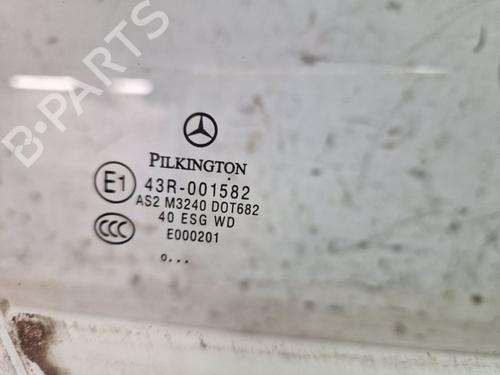 B-PARTS
PILKINGTON
E1 43R-001582
AS2 M3240 DOT682
CCC 40 ESG WD
E000201
o...